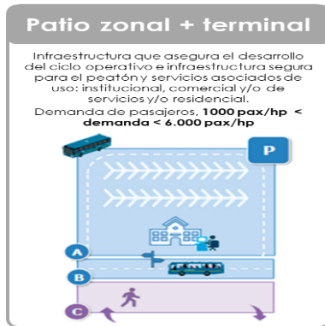 Patio zonal + terminal
Infraestructura que asegura el desarrollo
del ciclo operativo e infraestructura segura
para el peatón y servicios asociados de
uso: institucional, comercial y/o de
servicios y/o residencial.
Demanda de pasajeros, 1000 pax/hp <
demanda < 6.000 pax/hp
P
A
B
C